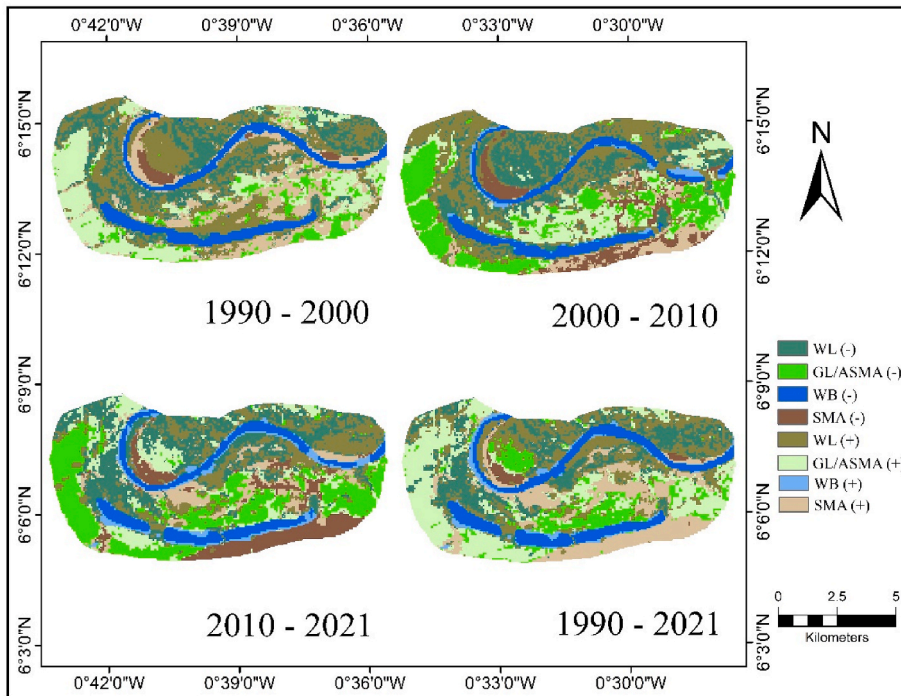 0°42'0"W 0°39'0"W 0°36'0"W 0°33'0"W 0°30'0"W
6°15'0"N
6°15'0"N
N
6°12'0"N
6°12'0"N
1990 - 2000
2000 - 2010
WL (-)
GL/ASMA (-)
WB (-)
SMA (-)
WL (+)
GL/ASMA (+
WB (+)
SMA (+)
6°9'0"N
6°9'0"N
6°6'0"N
6°6'0"N
2010 - 2021
1990 - 2021
0 2.5 5
Kilometers
6°3'0"N
6°3'0"N
0°42'0"W 0°39'0"W 0°36'0"W 0°33'0"W 0°30'0"W